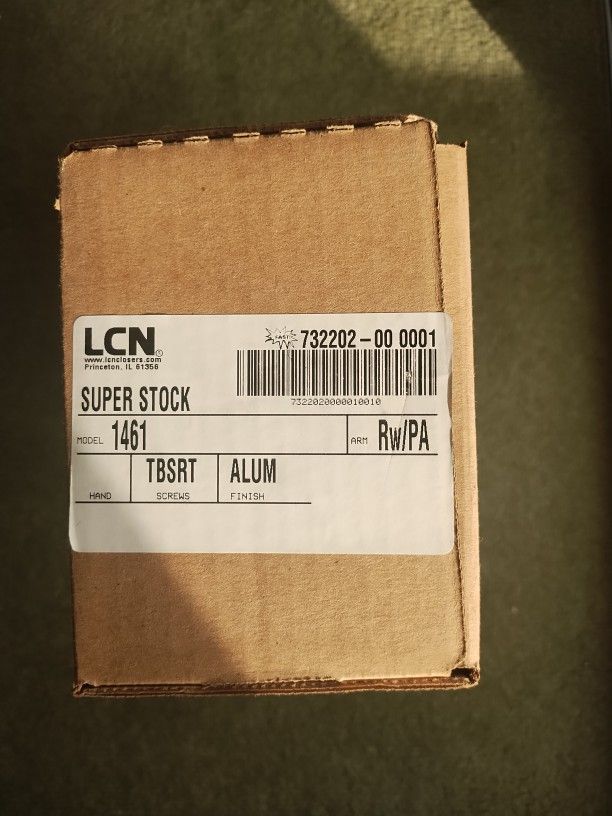 LCN
www.lcnclosers.com
Princeton, IL 61356
FAST 732202-00 0001
7322020000010010
SUPER STOCK
MODEL 1461 ARM Rw/PA
TBSRT ALUM
HAND SCREWS FINISH